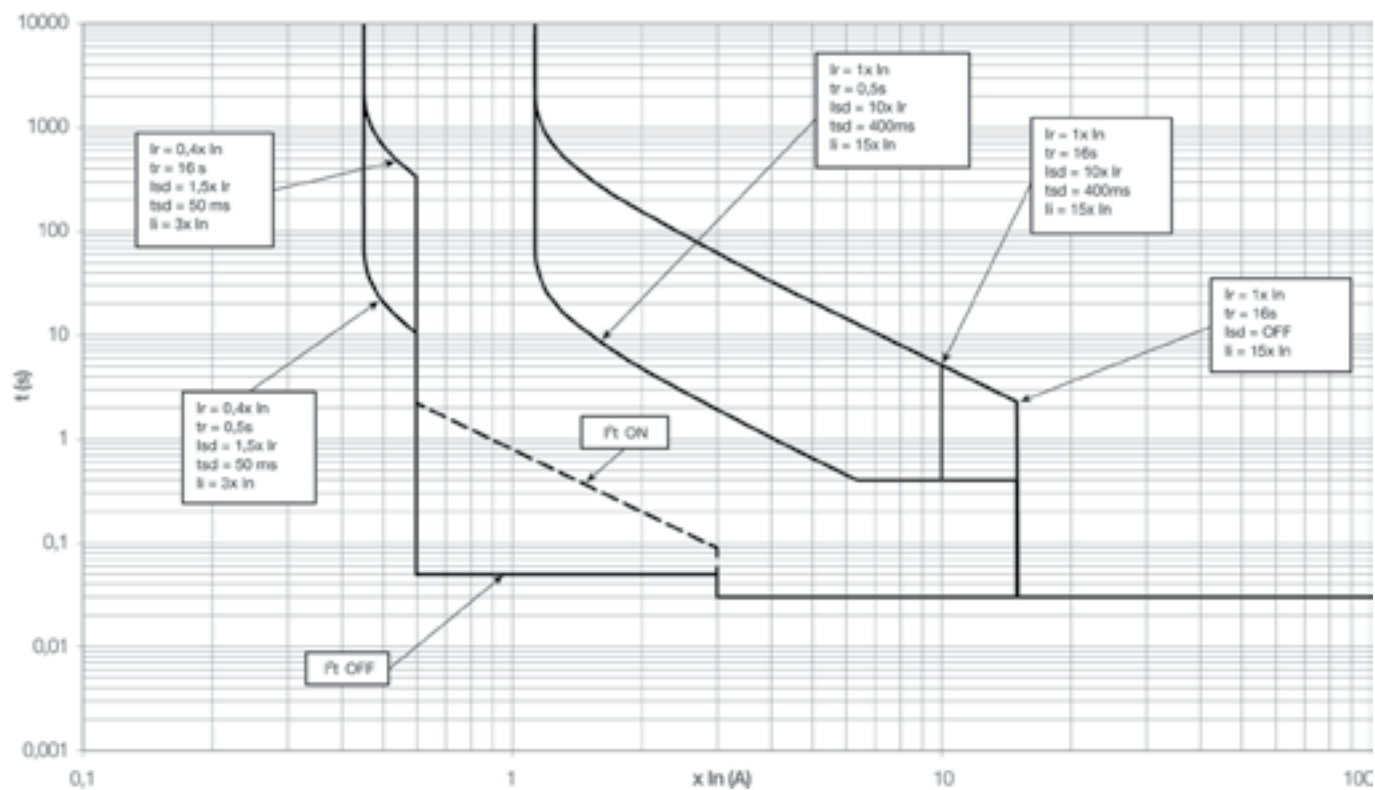 10000
1000
100
10
1
0,1
0,01
0,001
t (s)
0,1
1
10
100
x In (A)
Ir = 0,4x In
tr = 16 s
Isd = 1,5x Ir
tsd = 50 ms
Ii = 3x In
Ir = 0,4x In
tr = 0,5s
Isd = 1,5x Ir
tsd = 50 ms
Ii = 3x In
I²t ON
I²t OFF
Ir = 1x In
tr = 0,5s
Isd = 10x Ir
tsd = 400ms
Ii = 15x In
Ir = 1x In
tr = 16s
Isd = 10x Ir
tsd = 400ms
Ii = 15x In
Ir = 1x In
tr = 16s
Isd = OFF
Ii = 15x In